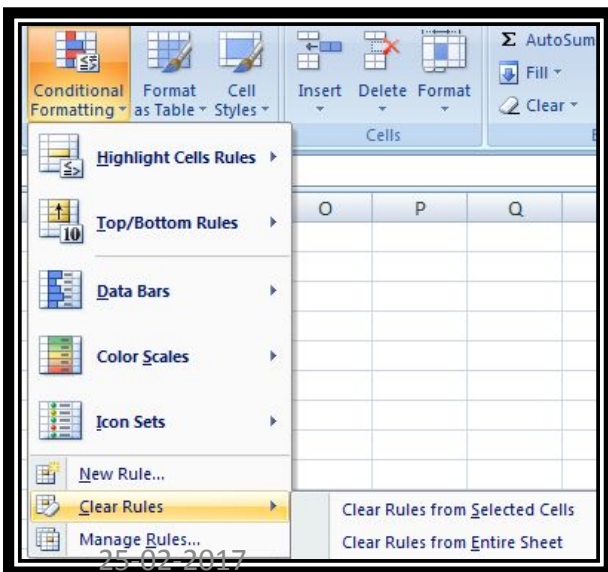 Σ AutoSum
Fill
Clear
Conditional Formatting
Format as Table
Cell Styles
Insert
Delete
Format
Cells
Highlight Cells Rules
Top/Bottom Rules
Data Bars
Color Scales
Icon Sets
New Rule...
Clear Rules
Manage Rules...
O P Q
Clear Rules from Selected Cells
Clear Rules from Entire Sheet
25-02-2017